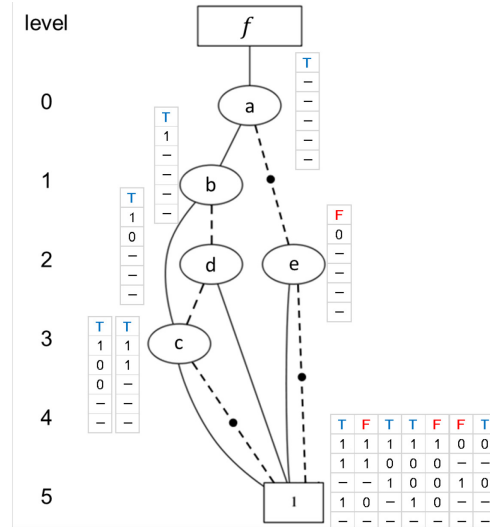 level
f
0
a
T
–
–
–
–
–
T
1
–
–
–
–
1
b
T
1
0
–
–
–
F
0
–
–
–
–
2
d
e
3
c
T T
1 1
0 1
0 –
– –
– –
4
T F T T F F T
1 1 1 1 1 0 0
1 1 0 0 0 – –
– – 1 0 0 1 0
1 0 – 1 0 – –
– – – – – – –
5
1